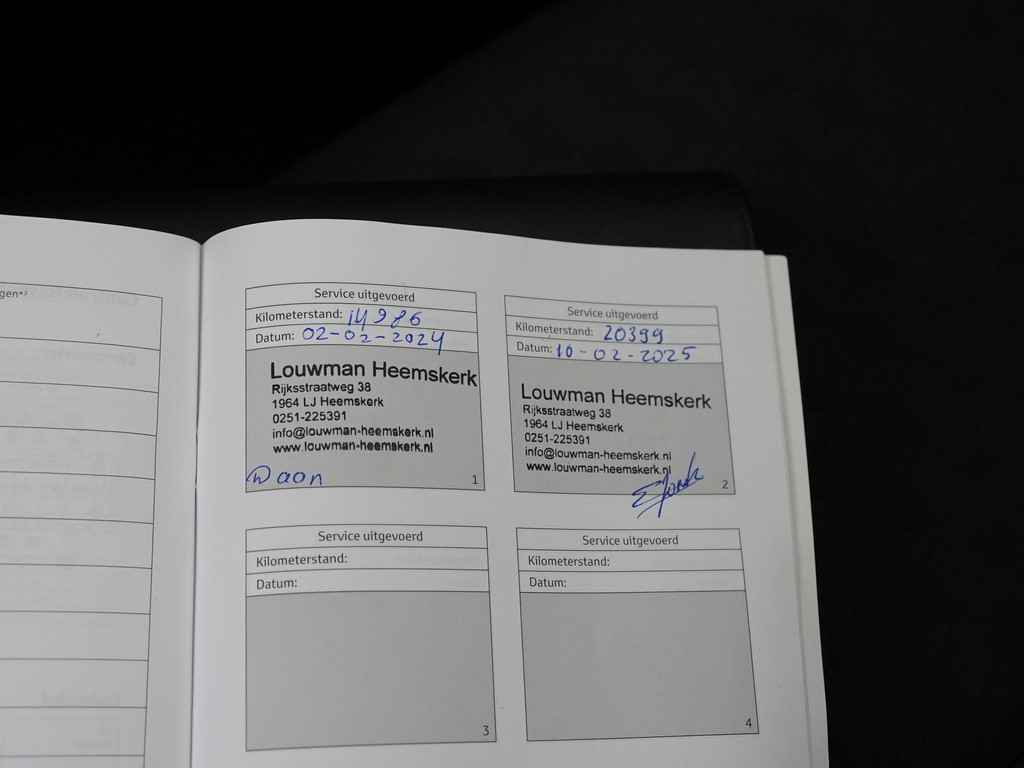 gen*²
Service uitgevoerd
Kilometerstand: 14986
Datum: 02-02-2024
Louwman Heemskerk
Rijksstraatweg 38
1964 LJ Heemskerk
0251-225391
info@louwman-heemskerk.nl
www.louwman-heemskerk.nl
Daan
1
Service uitgevoerd
Kilometerstand: 20399
Datum: 10-02-2025
Louwman Heemskerk
Rijksstraatweg 38
1964 LJ Heemskerk
0251-225391
info@louwman-heemskerk.nl
www.louwman-heemskerk.nl
2
Service uitgevoerd
Kilometerstand:
Datum:
3
Service uitgevoerd
Kilometerstand:
Datum:
4